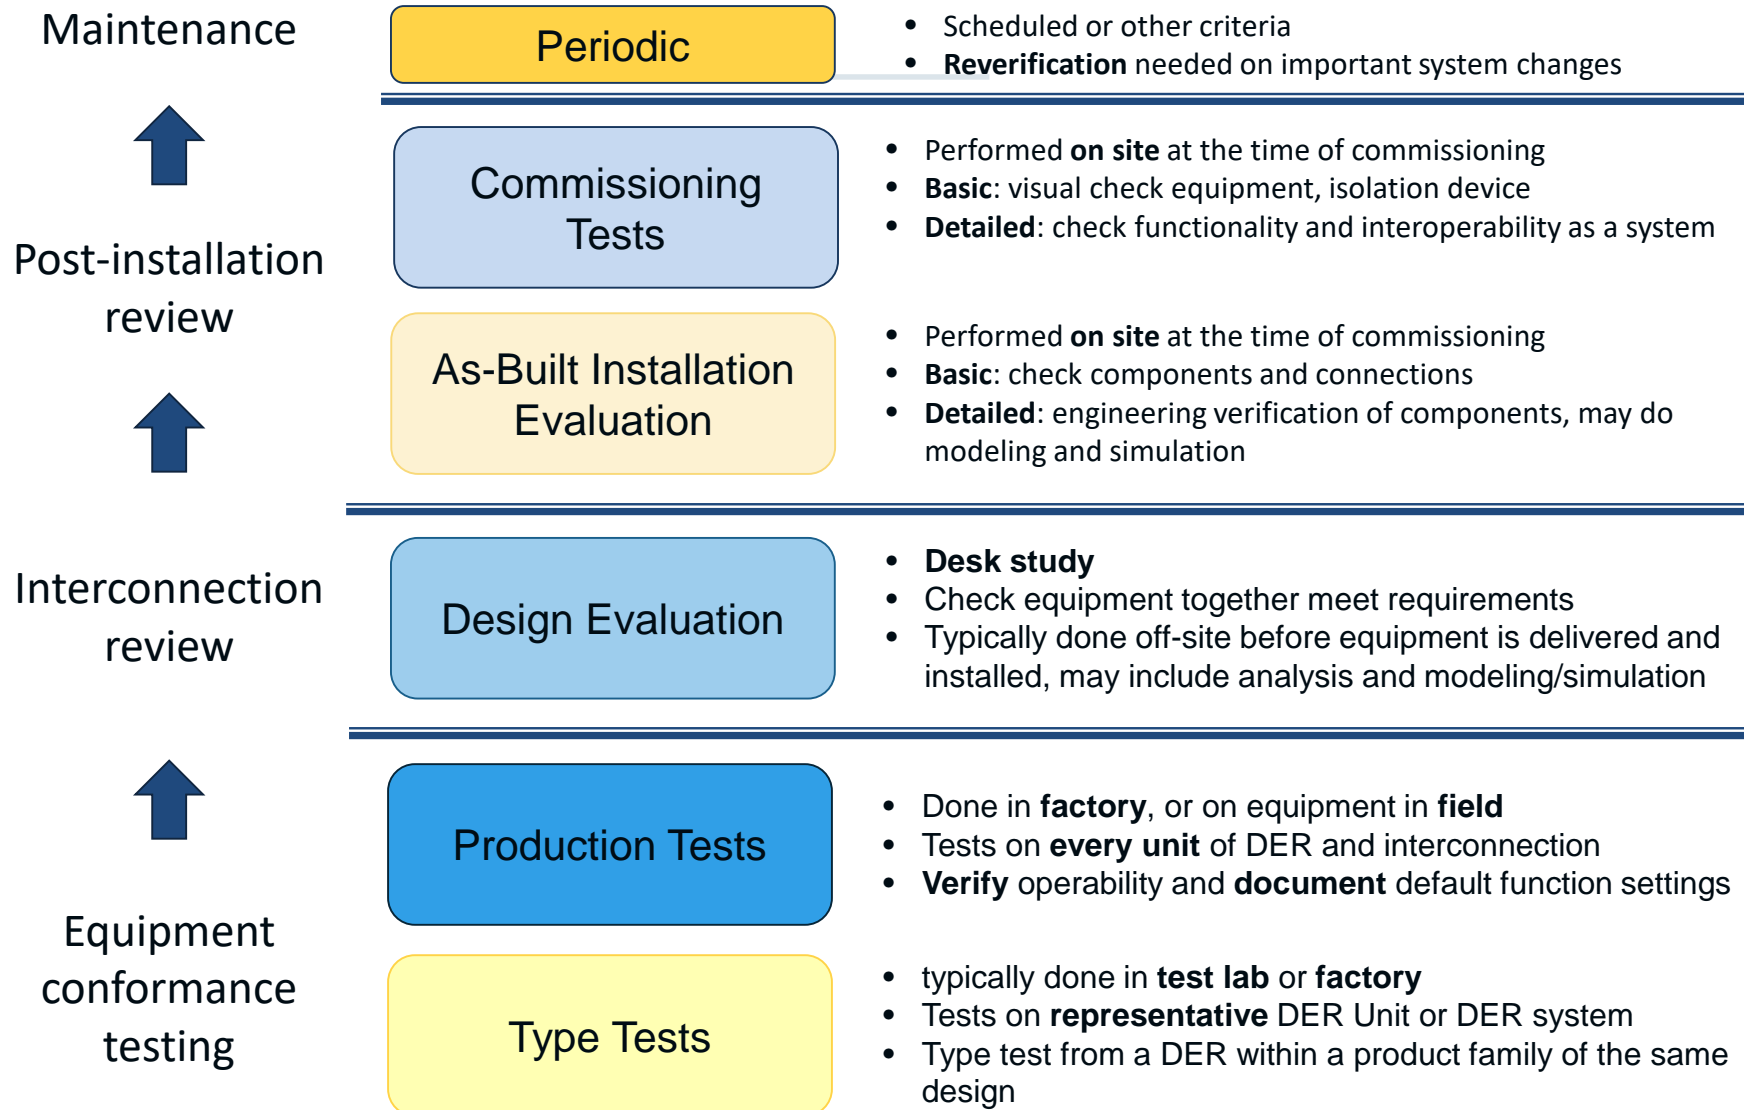 Maintenance
Periodic
• Scheduled or other criteria
• Reverification needed on important system changes
Commissioning
Tests
• Performed on site at the time of commissioning
• Basic: visual check equipment, isolation device
• Detailed: check functionality and interoperability as a system
Post-installation
review
As-Built Installation
Evaluation
• Performed on site at the time of commissioning
• Basic: check components and connections
• Detailed: engineering verification of components, may do
modeling and simulation
Interconnection
review
Design Evaluation
• Desk study
• Check equipment together meet requirements
• Typically done off-site before equipment is delivered and
installed, may include analysis and modeling/simulation
Production Tests
• Done in factory, or on equipment in field
• Tests on every unit of DER and interconnection
• Verify operability and document default function settings
Equipment
conformance
testing
Type Tests
• typically done in test lab or factory
• Tests on representative DER Unit or DER system
• Type test from a DER within a product family of the same
design